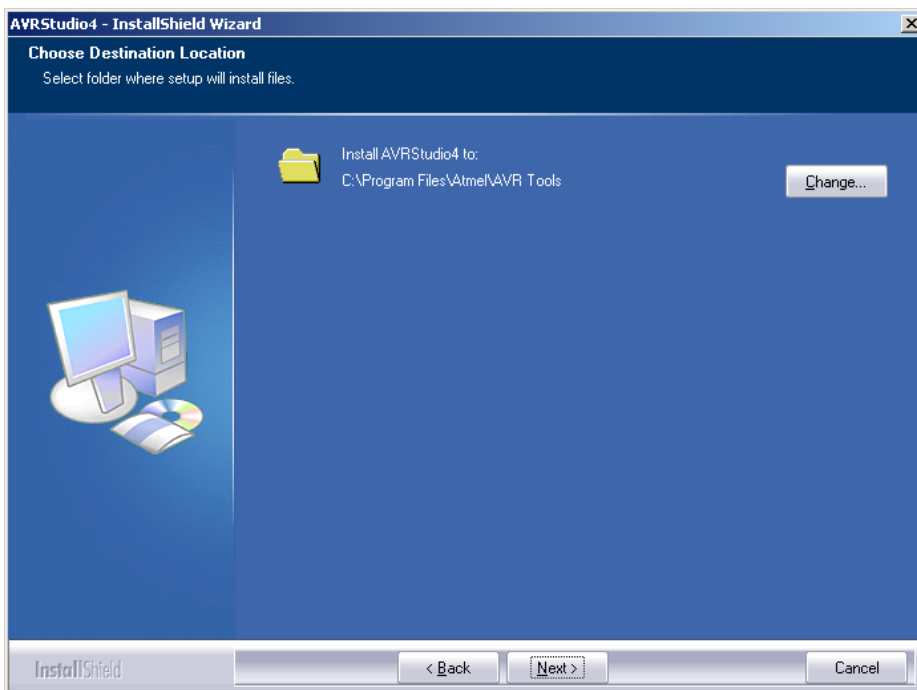 AVRStudio4 - InstallShield Wizard
Choose Destination Location
Select folder where setup will install files.
Install AVRStudio4 to:
C:\Program Files\Atmel\AVR Tools
Change...
InstallShield
< Back
Next >
Cancel